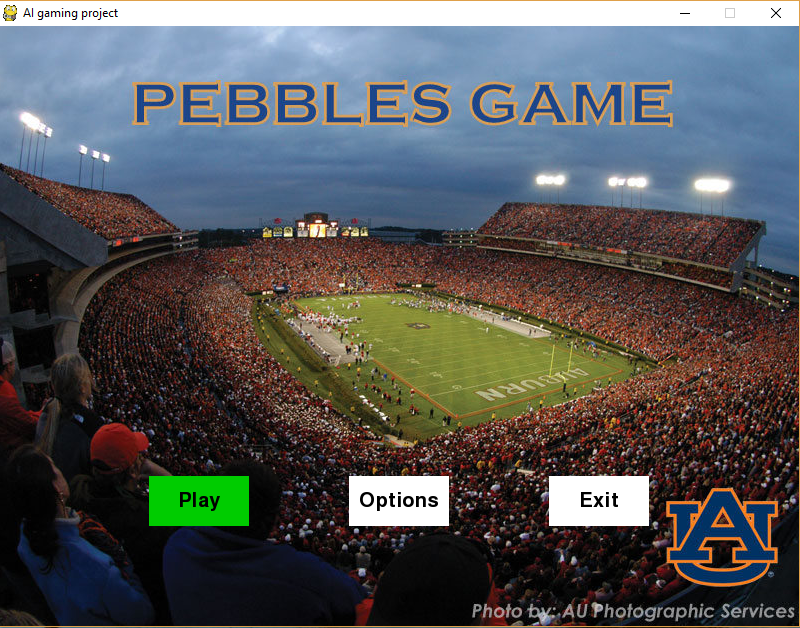 AI gaming project
PEBBLES GAME
AUBURN
Play
Options
Exit
AU
Photo by: AU Photographic Services